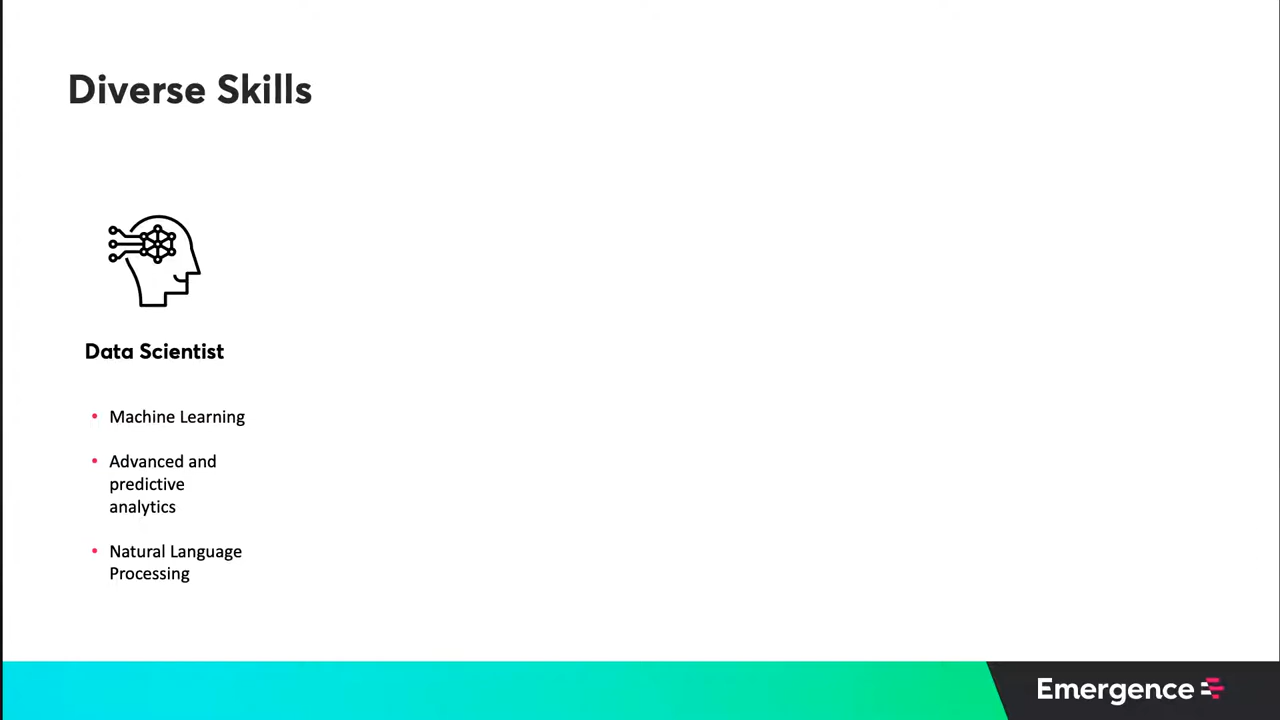 Diverse Skills
Data Scientist
• Machine Learning
• Advanced and
predictive
analytics
• Natural Language
Processing
Emergence